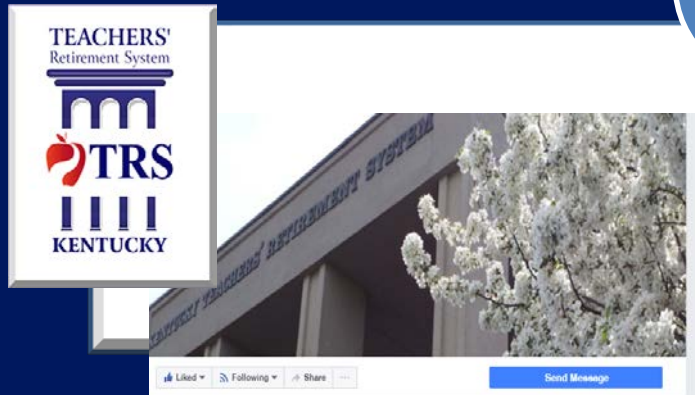 TEACHERS'
Retirement System
TRS
KENTUCKY
KENTUCKY TEACHERS' RETIREMENT SYSTEM
Liked
Following
Share
...
Send Message